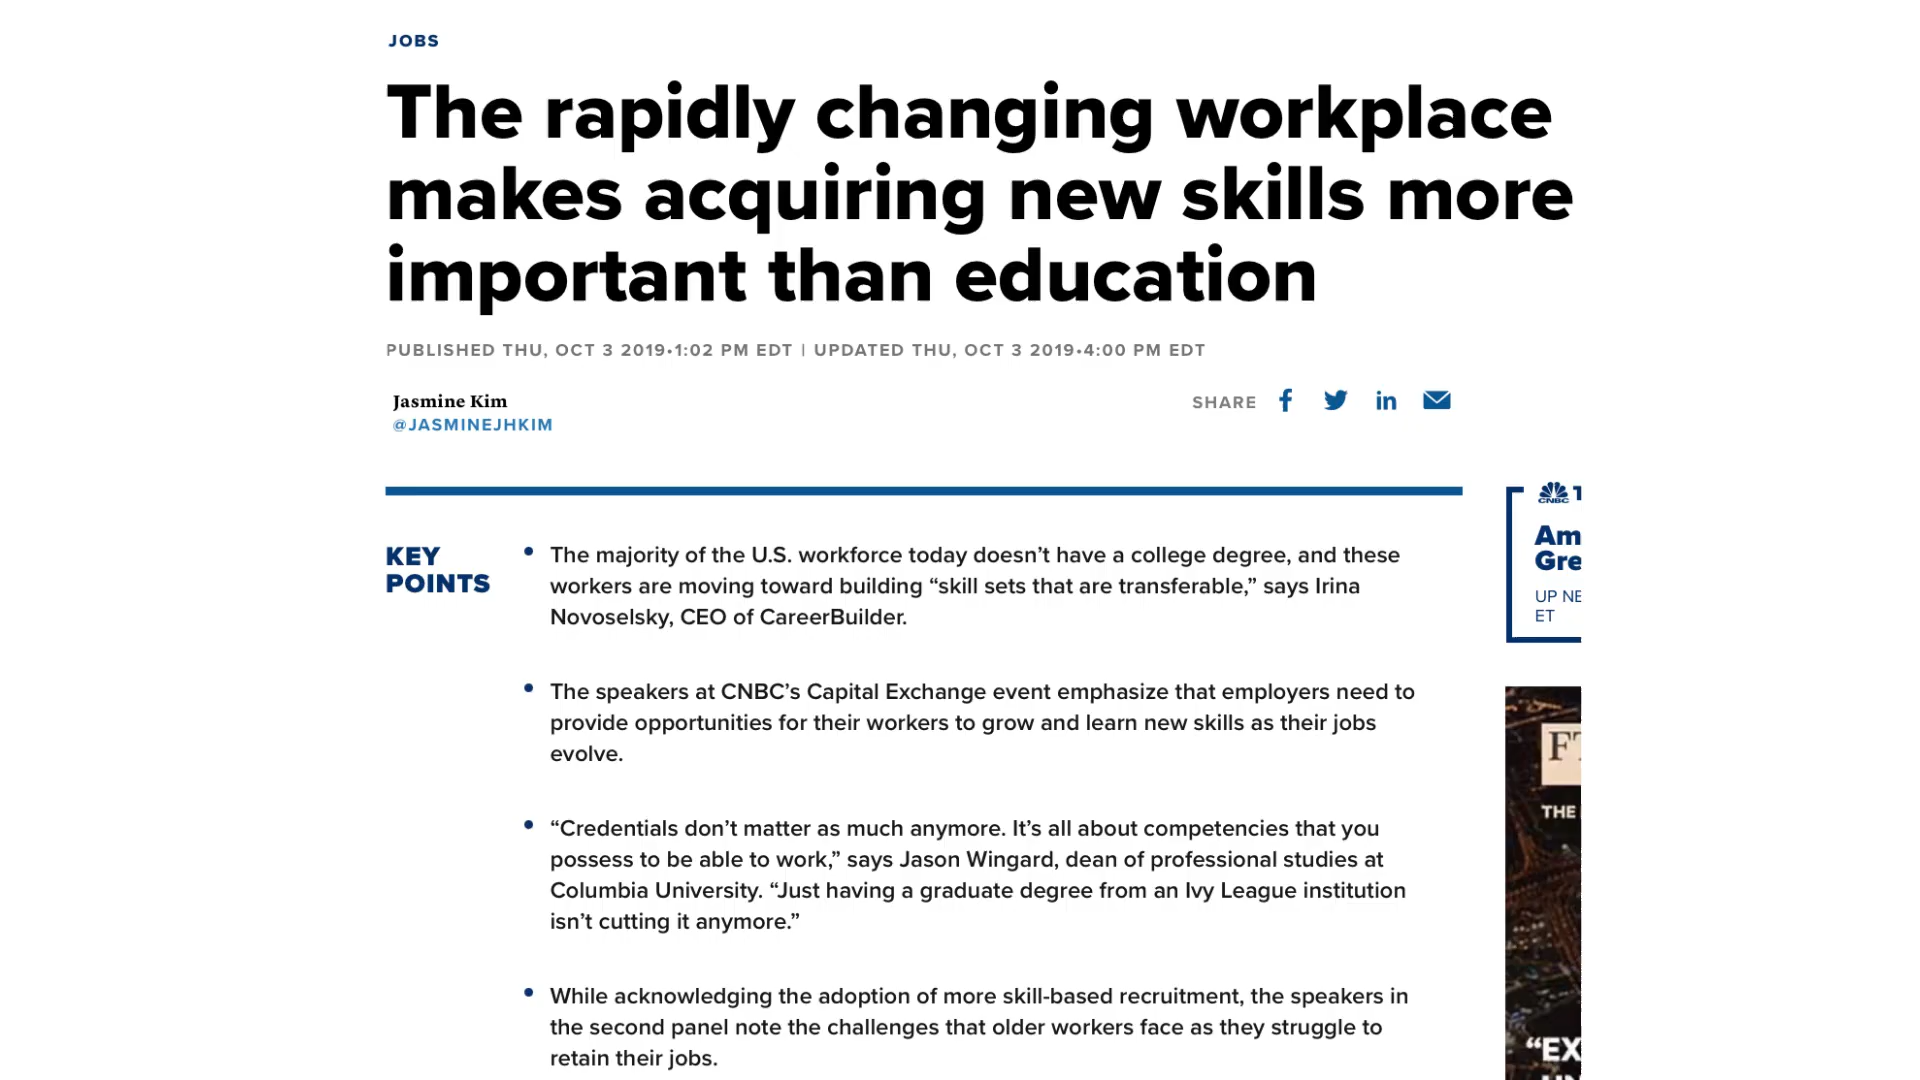 JOBS
The rapidly changing workplace
makes acquiring new skills more
important than education
PUBLISHED THU, OCT 3 2019•1:02 PM EDT | UPDATED THU, OCT 3 2019•4:00 PM EDT
Jasmine Kim
@JASMINEJHKIM
SHARE
KEY
POINTS
• The majority of the U.S. workforce today doesn’t have a college degree, and these
workers are moving toward building “skill sets that are transferable,” says Irina
Novoselsky, CEO of CareerBuilder.
• The speakers at CNBC’s Capital Exchange event emphasize that employers need to
provide opportunities for their workers to grow and learn new skills as their jobs
evolve.
• “Credentials don’t matter as much anymore. It’s all about competencies that you
possess to be able to work,” says Jason Wingard, dean of professional studies at
Columbia University. “Just having a graduate degree from an Ivy League institution
isn’t cutting it anymore.”
• While acknowledging the adoption of more skill-based recruitment, the speakers in
the second panel note the challenges that older workers face as they struggle to
retain their jobs.
CNBC
Am
Gre
UP NE
ET
THE
“EX